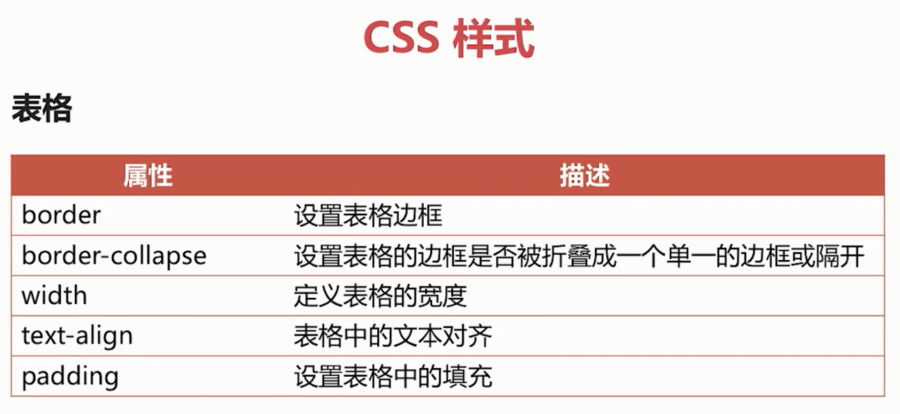 CSS 样式
表格
属性 描述
border 设置表格边框
border-collapse 设置表格的边框是否被折叠成一个单一的边框或隔开
width 定义表格的宽度
text-align 表格中的文本对齐
padding 设置表格中的填充